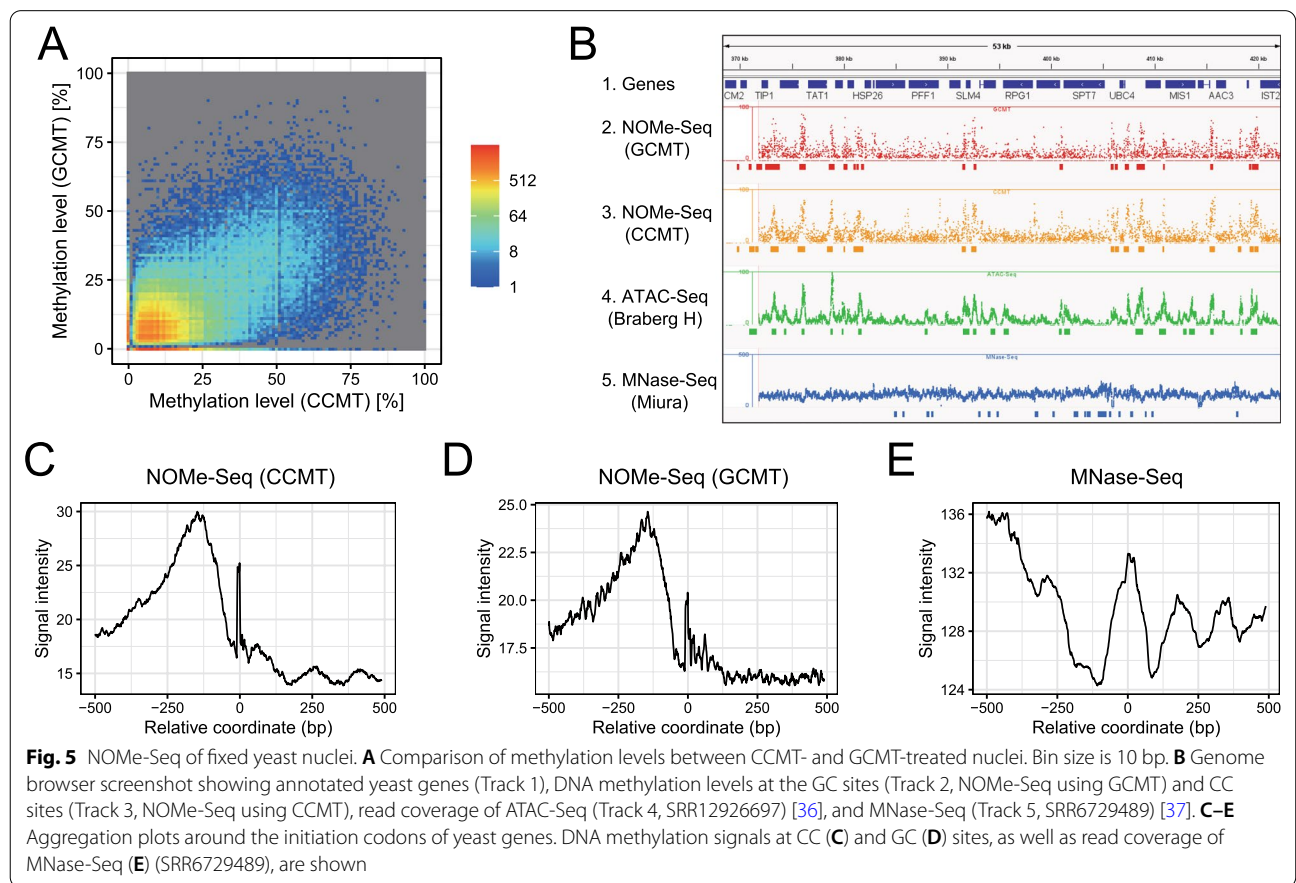 A
Methylation level (GCMT) [%]
100
75
50
25
0
0 25 50 75 100
Methylation level (CCMT) [%]
512
64
8
1
B
53 kb
370 kb 380 kb 390 kb 400 kb 410 kb 420 kb
1. Genes
CM2 TIP1 TAT1 HSP26 PFF1 SLM4 RPG1 SPT7 UBC4 MIS1 AAC3 IST2
2. NOMe-Seq
(GCMT)
100
GCMT
0
3. NOMe-Seq
(CCMT)
100
CCMT
0
4. ATAC-Seq
(Braberg H)
100
ATAC-Seq
0
5. MNase-Seq
(Miura)
500
MNase-Seq
0
C
NOMe-Seq (CCMT)
Signal intensity
30
25
20
15
−500 −250 0 250 500
Relative coordinate (bp)
D
NOMe-Seq (GCMT)
Signal intensity
25.0
22.5
20.0
17.5
−500 −250 0 250 500
Relative coordinate (bp)
E
MNase-Seq
Signal intensity
136
132
128
124
−500 −250 0 250 500
Relative coordinate (bp)
Fig. 5 NOMe-Seq of fixed yeast nuclei. A Comparison of methylation levels between CCMT- and GCMT-treated nuclei. Bin size is 10 bp. B Genome
browser screenshot showing annotated yeast genes (Track 1), DNA methylation levels at the GC sites (Track 2, NOMe-Seq using GCMT) and CC
sites (Track 3, NOMe-Seq using CCMT), read coverage of ATAC-Seq (Track 4, SRR12926697) [36], and MNase-Seq (Track 5, SRR6729489) [37]. C–E
Aggregation plots around the initiation codons of yeast genes. DNA methylation signals at CC (C) and GC (D) sites, as well as read coverage of
MNase-Seq (E) (SRR6729489), are shown